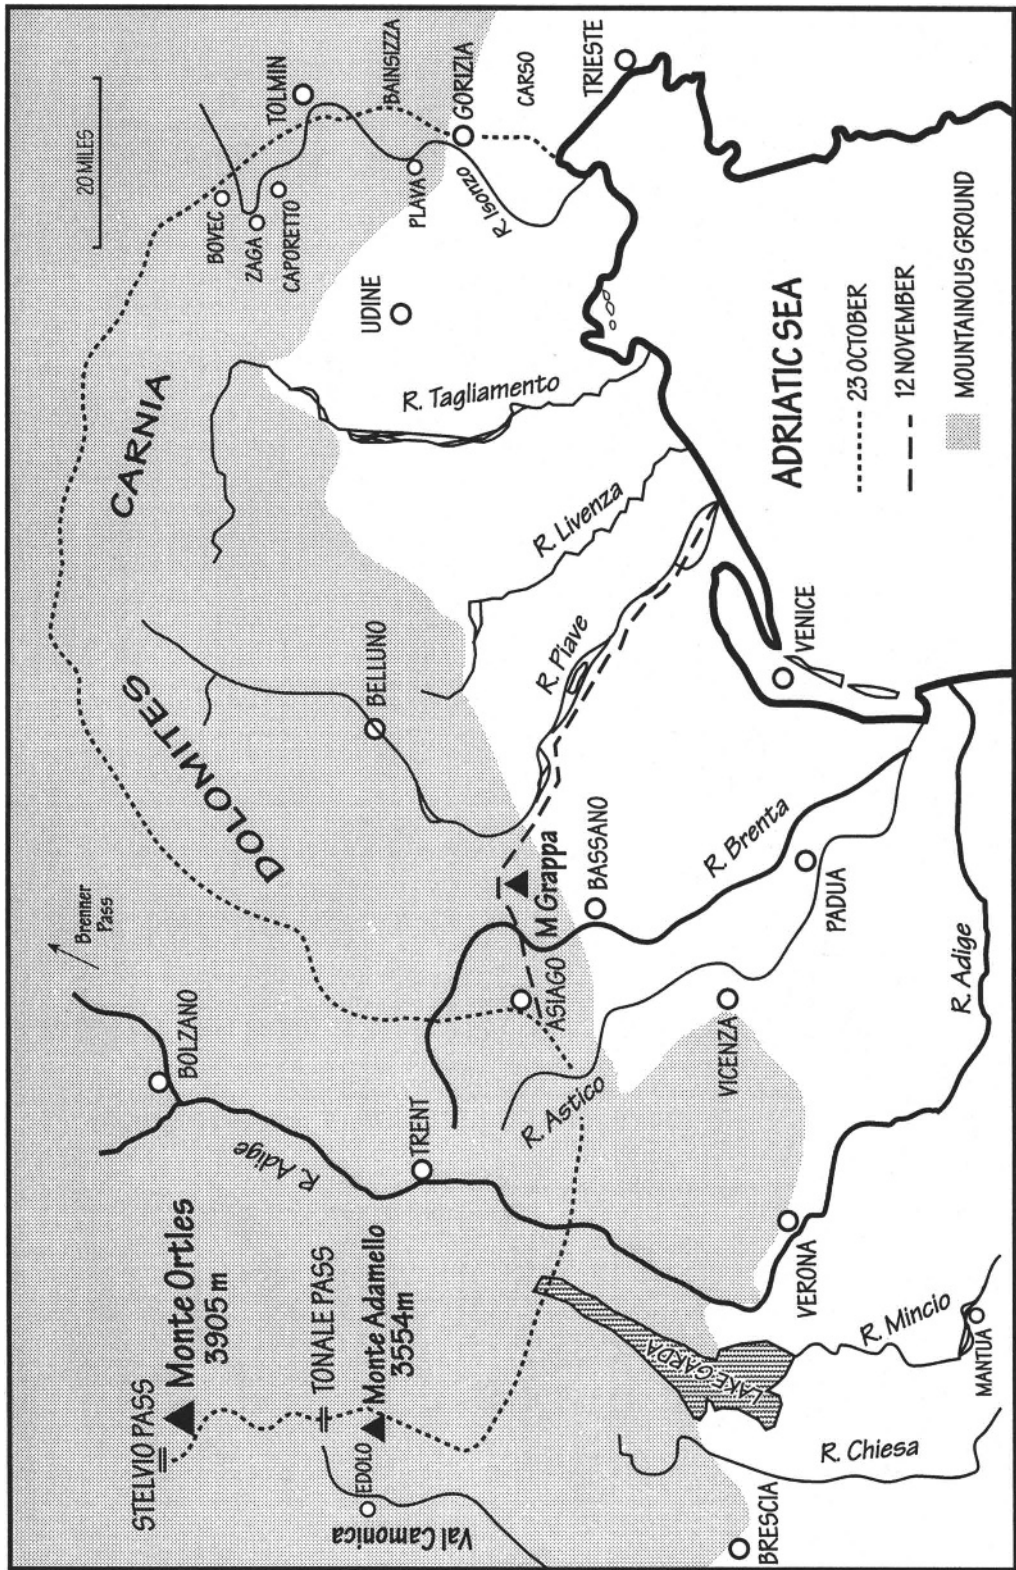 STELVIO PASS
Monte Ortles
3905 m
TONALE PASS
Monte Adamello
3554m
EDOLO
Val Camonica
BRESCIA
R. Chiesa
LAKE GARDA
R. Mincio
MANTUA
VERONA
R. Adige
TRENT
BOLZANO
Brenner
Pass
R. Astico
ASIAGO
VICENZA
R. Adige
PADUA
R. Brenta
BASSANO
M Grappa
DOLOMITES
BELLUNO
R. Piave
VENICE
R. Livenza
CARNIA
R. Tagliamento
UDINE
BOVEC
ZAGA
CAPORETTO
TOLMIN
PLAVA
BAINSIZZA
GORIZIA
R. Isonzo
CARSO
TRIESTE
20 MILES
ADRIATIC SEA
23 OCTOBER
12 NOVEMBER
MOUNTAINOUS GROUND